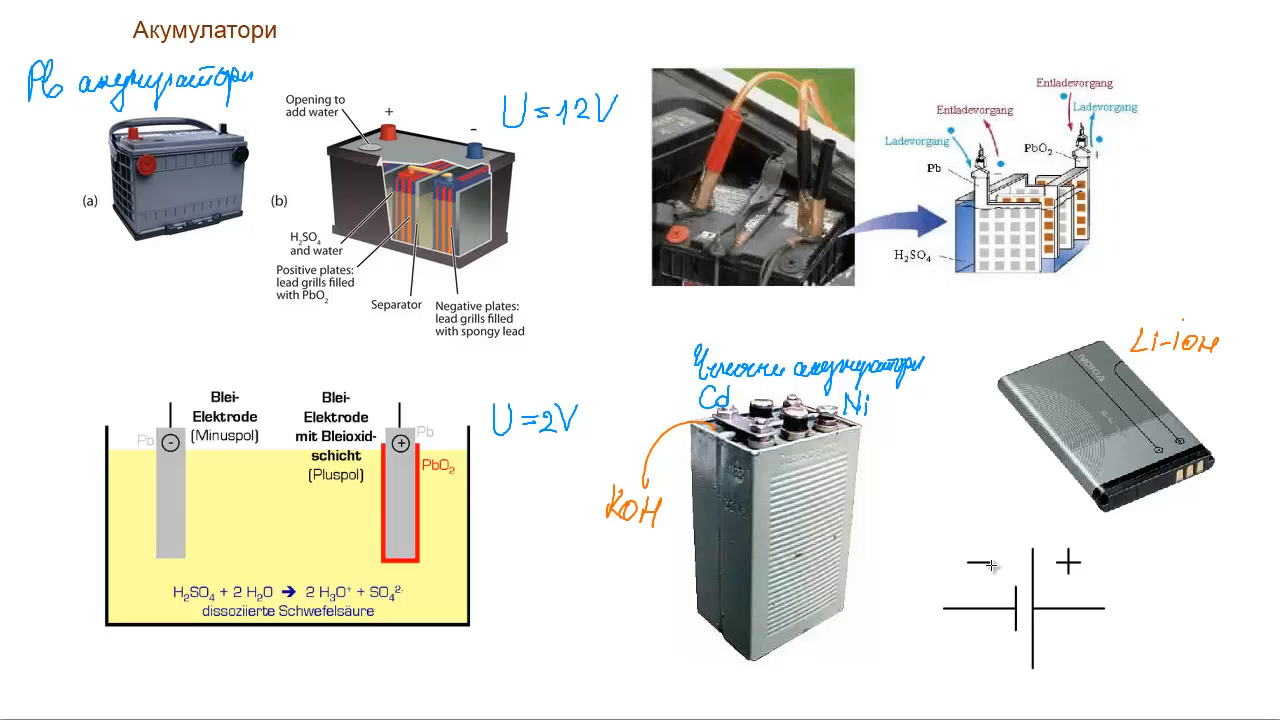 Акумулатори
Pb акумулатори
(a)
Opening to
add water
+
-
U = 12V
(b)
H2SO4
and water
Positive plates:
lead grills filled
with PbO2
Separator
Negative plates:
lead grills filled
with spongy lead
Entladevorgang
Entladevorgang
Ladevorgang
Ladevorgang
PbO2
+
Pb
−
H2SO4
Blei-
Elektrode
(Minuspol)
Blei-
Elektrode
mit Bleioxid-
schicht
(Pluspol)
Pb
-
+
Pb
PbO2
H2SO4 + 2 H2O ➔ 2 H3O+ + SO4 2-
dissoziierte Schwefelsäure
U = 2V
Челични акумулатори
Cd
Ni
KOH
Li-ion
NOKIA
− +